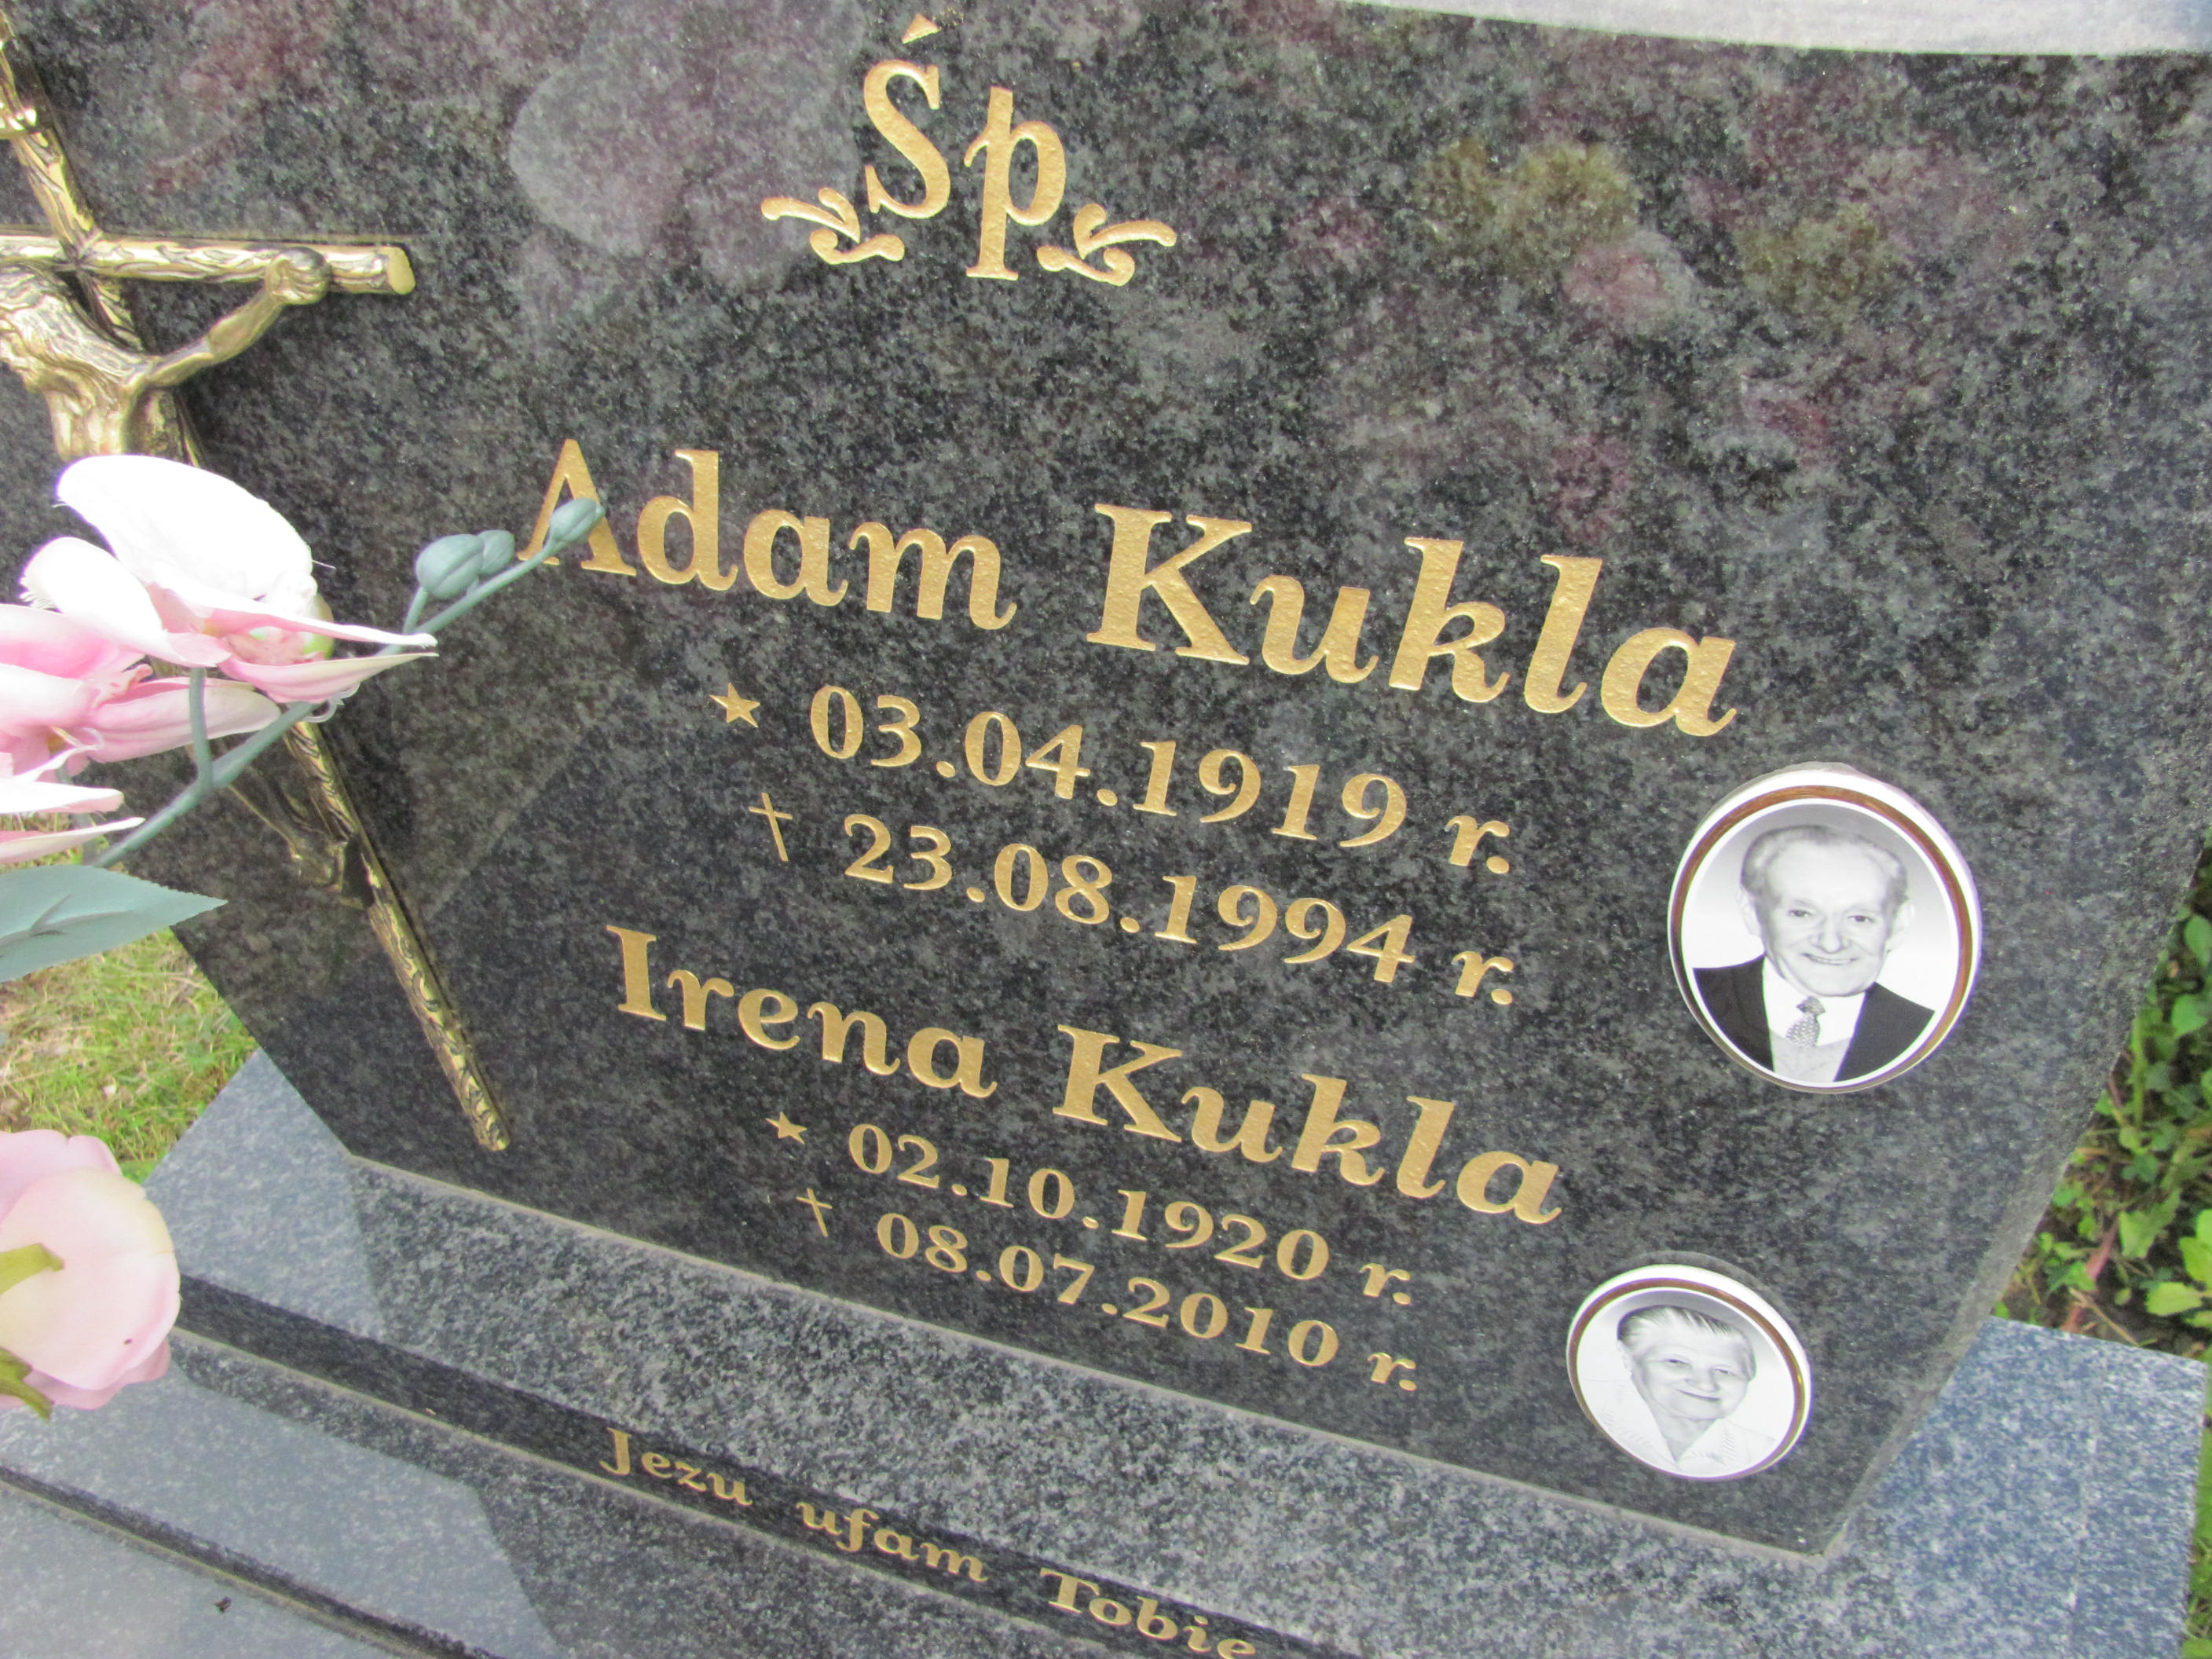 Śp
Adam Kukla
★ 03.04.1919 r.
† 23.08.1994 r.
Irena Kukla
★ 02.10.1920 r.
† 08.07.2010 r.
Jezu ufam Tobie